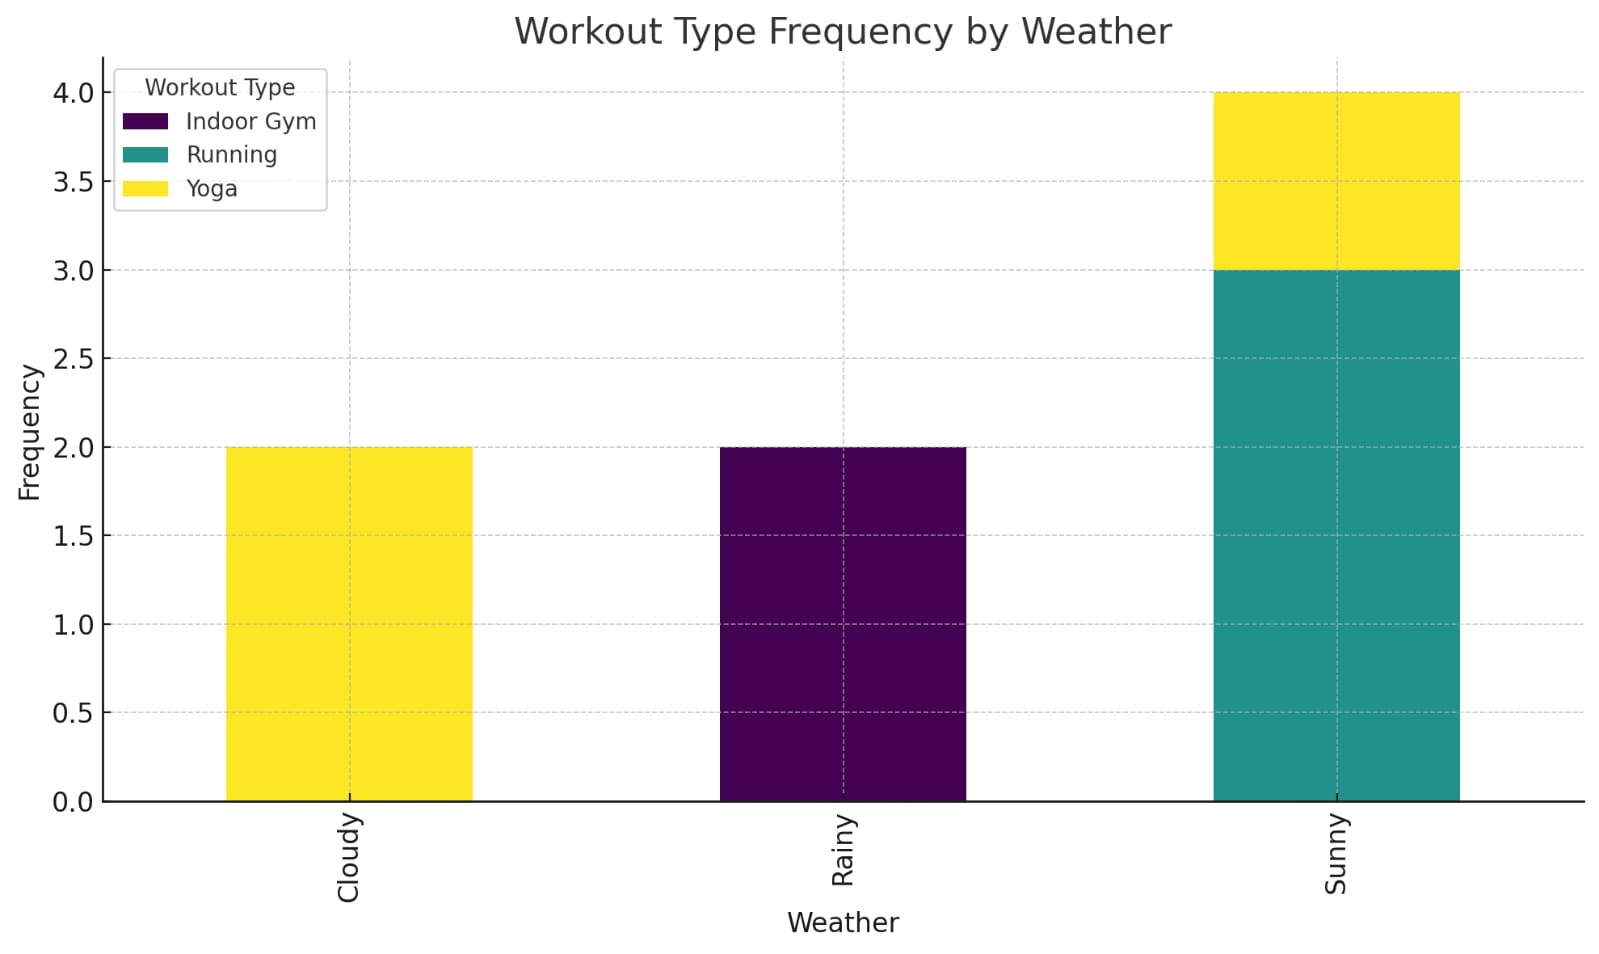 Workout Type Frequency by Weather
Workout Type
Indoor Gym
Running
Yoga
Frequency
4.0
3.5
3.0
2.5
2.0
1.5
1.0
0.5
0.0
Cloudy
Rainy
Sunny
Weather